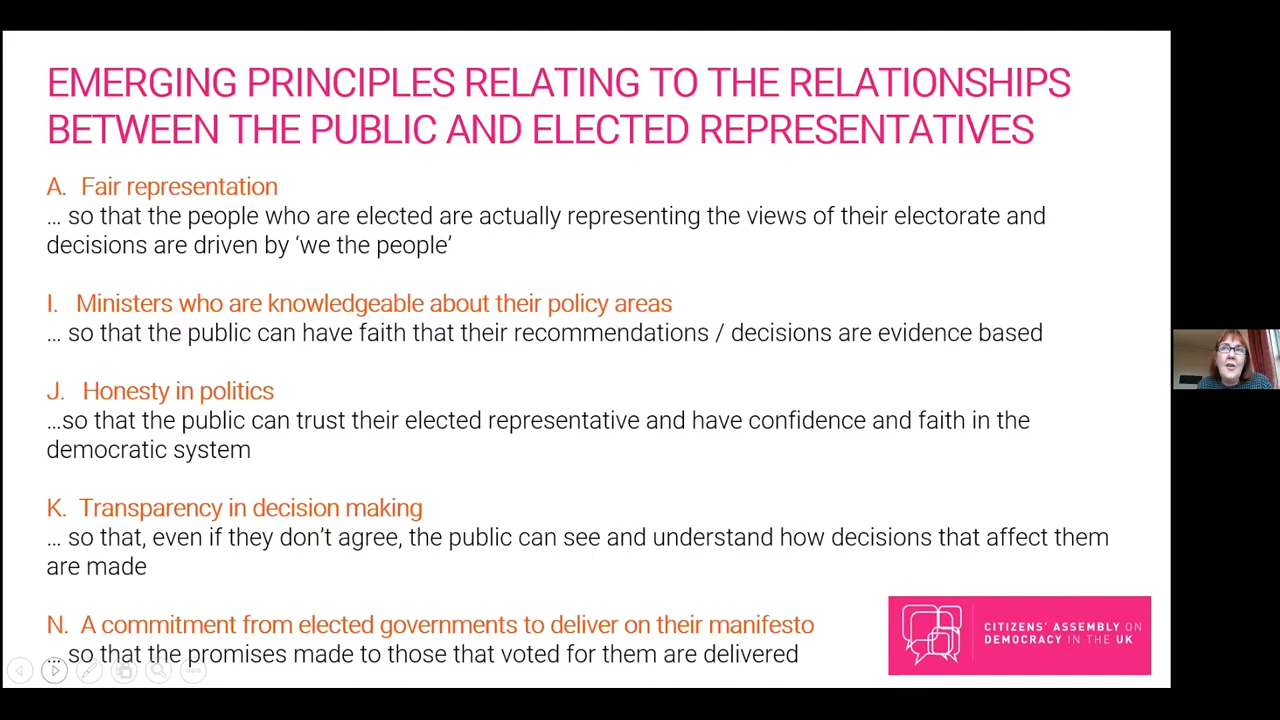 EMERGING PRINCIPLES RELATING TO THE RELATIONSHIPS
BETWEEN THE PUBLIC AND ELECTED REPRESENTATIVES
A. Fair representation
... so that the people who are elected are actually representing the views of their electorate and
decisions are driven by ‘we the people’
I. Ministers who are knowledgeable about their policy areas
... so that the public can have faith that their recommendations / decisions are evidence based
J. Honesty in politics
...so that the public can trust their elected representative and have confidence and faith in the
democratic system
K. Transparency in decision making
... so that, even if they don’t agree, the public can see and understand how decisions that affect them
are made
N. A commitment from elected governments to deliver on their manifesto
... so that the promises made to those that voted for them are delivered
CITIZENS’ ASSEMBLY ON
DEMOCRACY IN THE UK